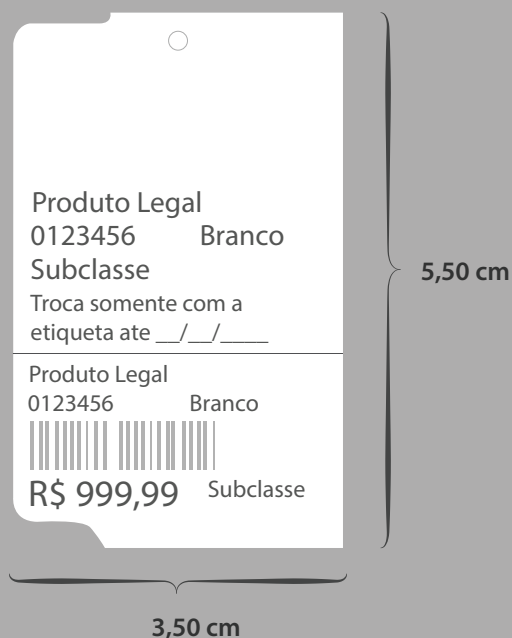 Produto Legal
0123456 Branco
Subclasse
Troca somente com a
etiqueta ate __/__/____
Produto Legal
0123456 Branco
R$ 999,99 Subclasse
5,50 cm
3,50 cm